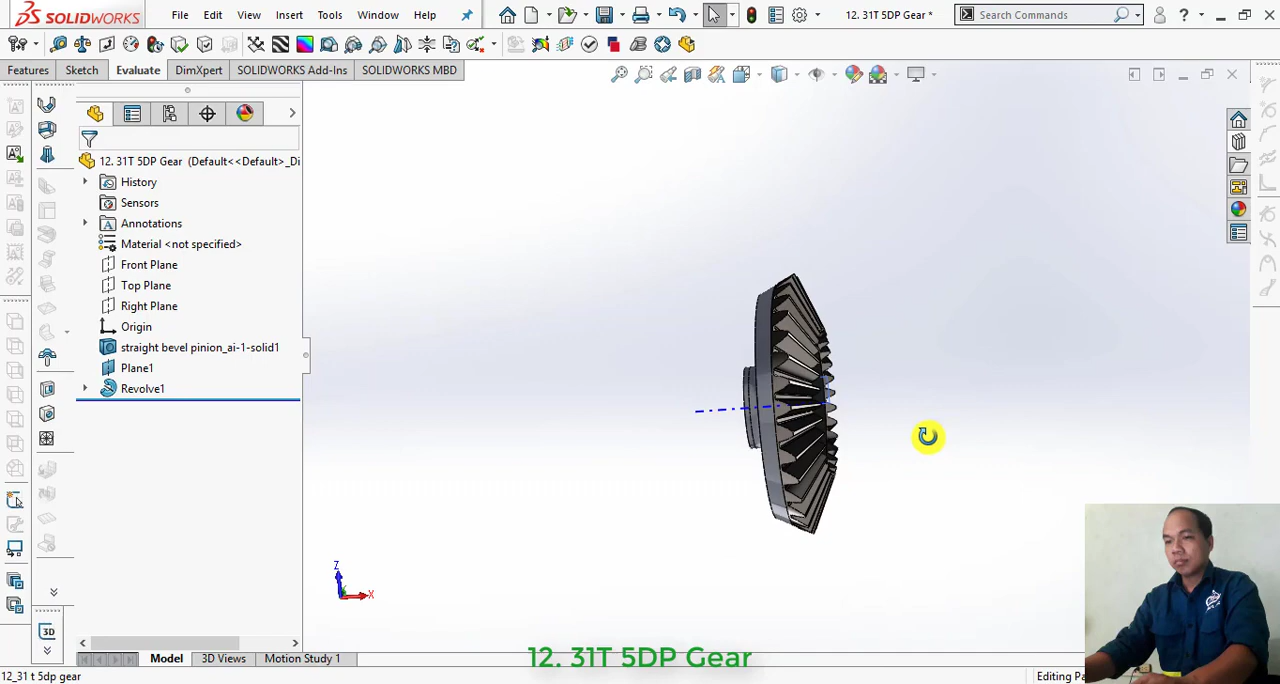 SOLIDWORKS
File Edit View Insert Tools Window Help
12. 31T 5DP Gear *
Search Commands
Features Sketch Evaluate DimXpert SOLIDWORKS Add-Ins SOLIDWORKS MBD
12. 31T 5DP Gear (Default<<Default>_Di
History
Sensors
Annotations
Material <not specified>
Front Plane
Top Plane
Right Plane
Origin
straight bevel pinion_ai-1-solid1
Plane1
Revolve1
Z
X
3D
Model 3D Views Motion Study 1
12. 31T 5DP Gear
12_31 t 5dp gear
Editing Pa